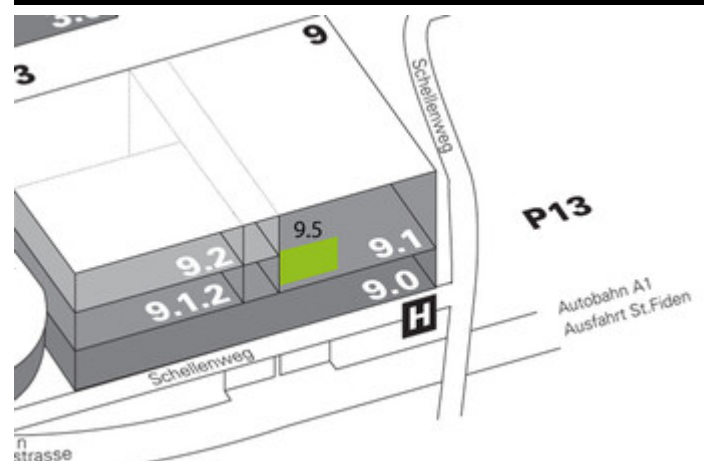 3.
9
3
Schellenweg
P13
9.5
9.2
9.1
9.1.2
9.0
H
Autobahn A1
Ausfahrt St.Fiden
Schellenweg
n
strasse